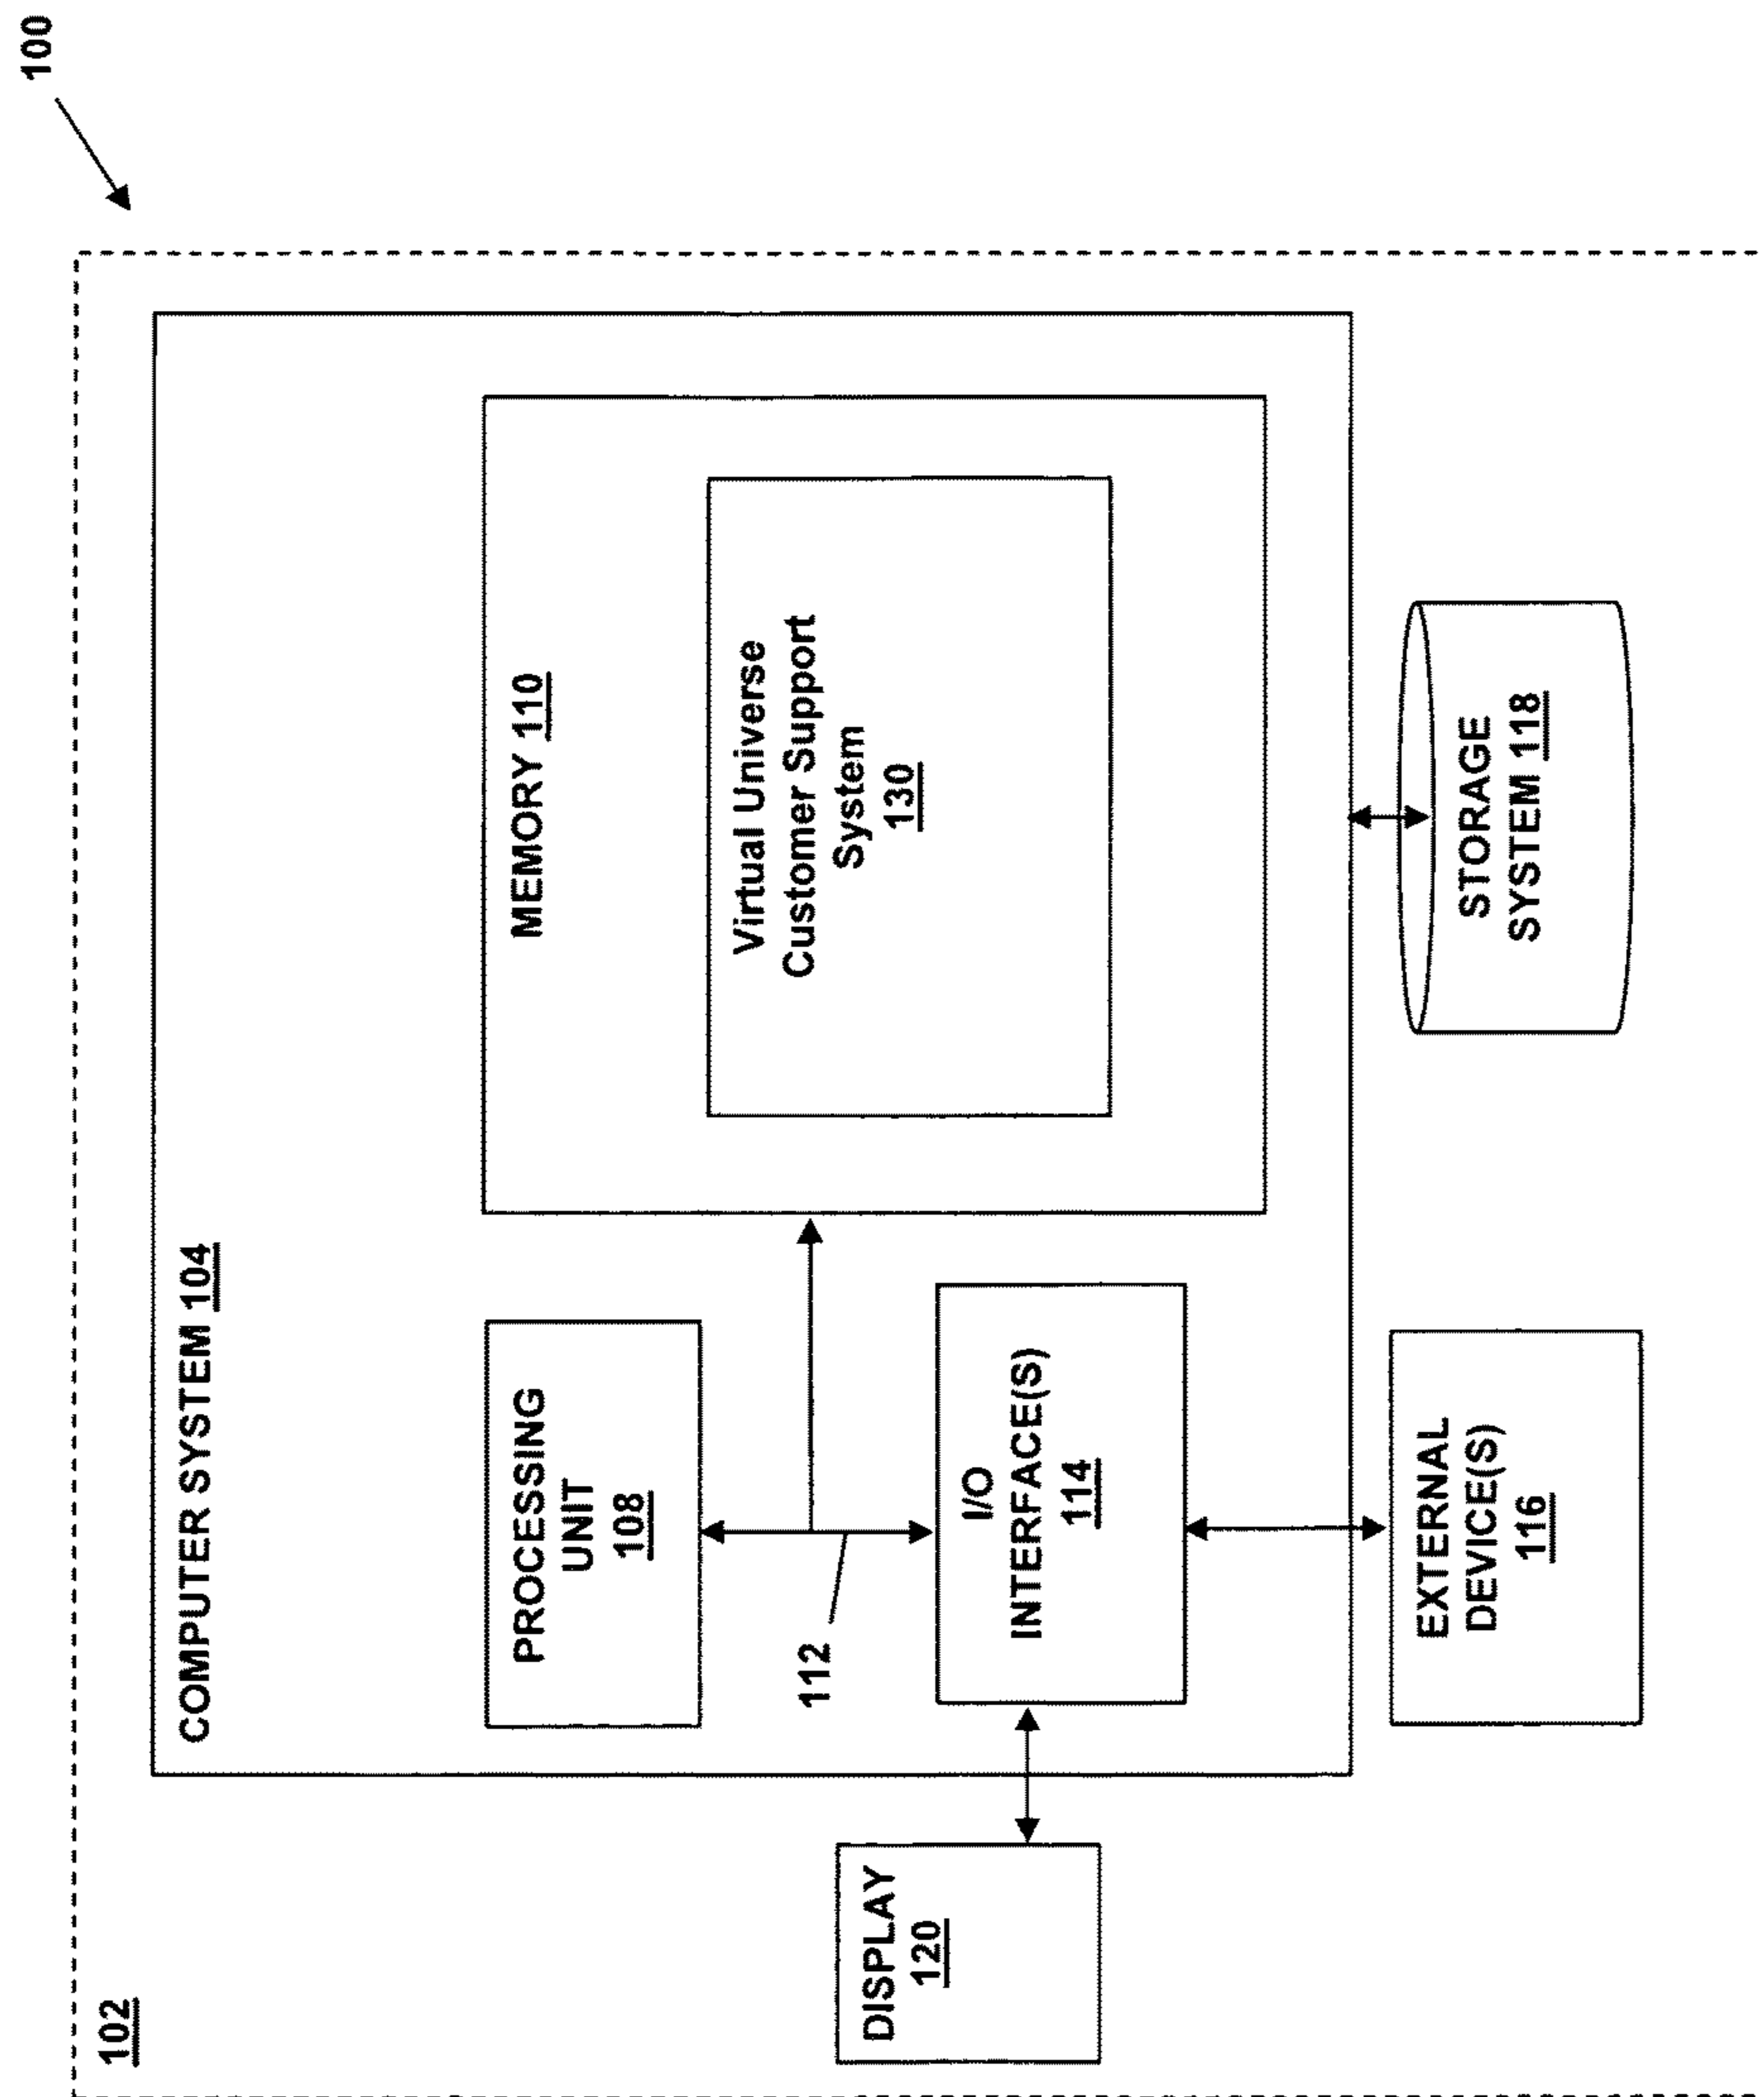 100
102
COMPUTER SYSTEM 104
PROCESSING
UNIT
108
MEMORY 110
Virtual Universe
Customer Support
System
130
112
I/O
INTERFACE(S)
114
DISPLAY
120
EXTERNAL
DEVICE(S)
116
STORAGE
SYSTEM 118